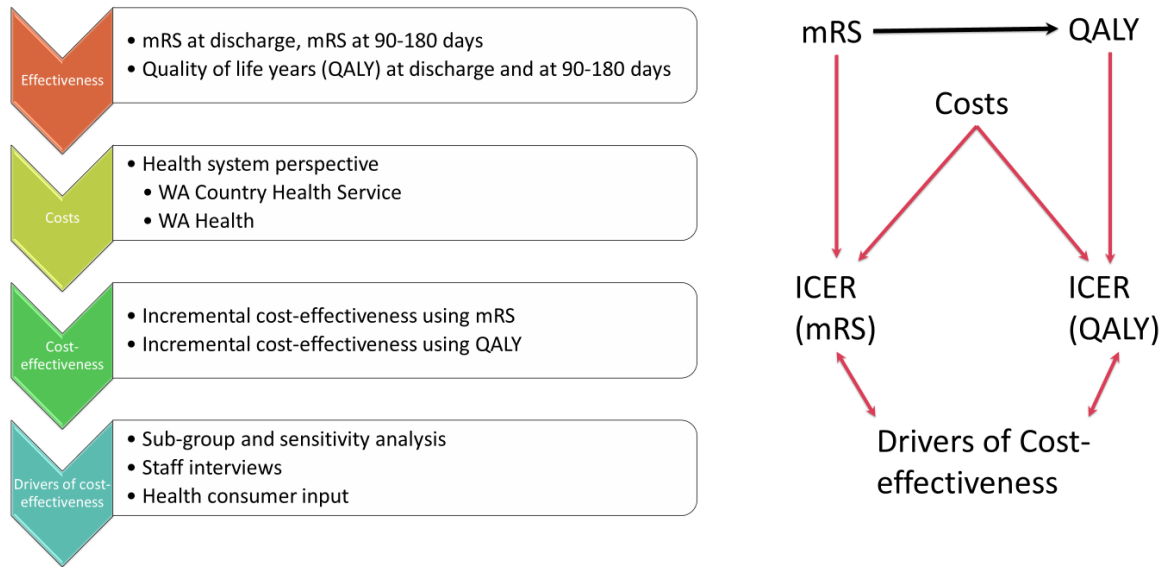 Effectiveness
• mRS at discharge, mRS at 90-180 days
• Quality of life years (QALY) at discharge and at 90-180 days
Costs
• Health system perspective
• WA Country Health Service
• WA Health
Cost-
effectiveness
• Incremental cost-effectiveness using mRS
• Incremental cost-effectiveness using QALY
Drivers of cost-
effectiveness
• Sub-group and sensitivity analysis
• Staff interviews
• Health consumer input
mRS
QALY
Costs
ICER
(mRS)
ICER
(QALY)
Drivers of Cost-
effectiveness